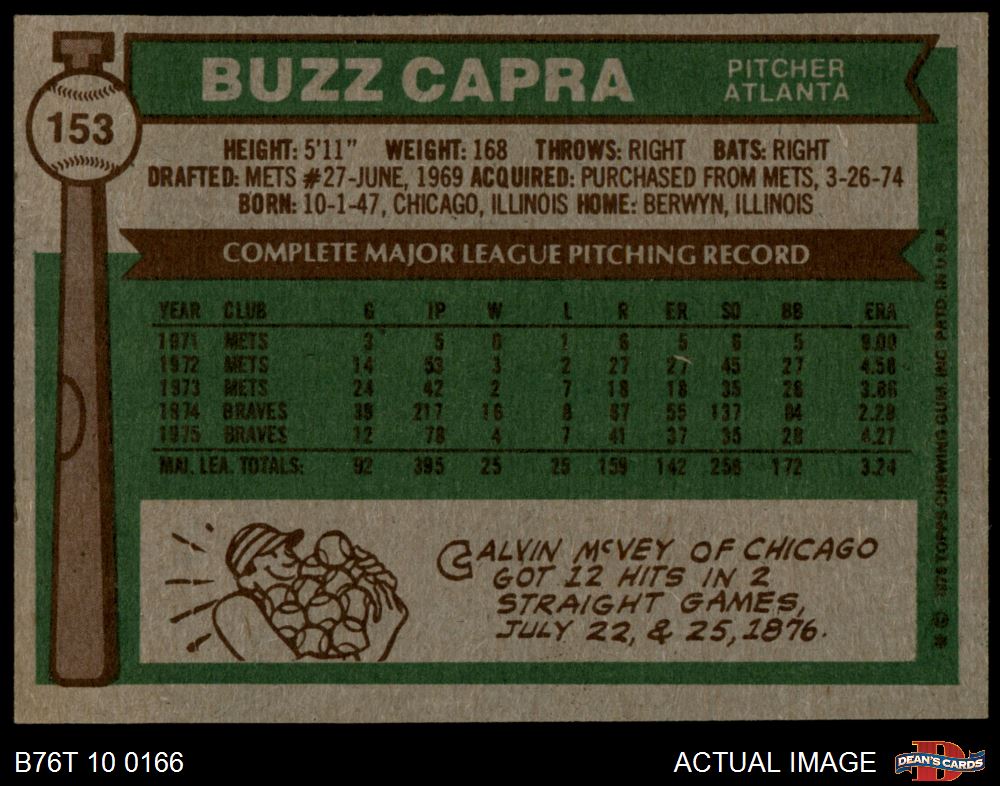 BUZZ CAPRA
PITCHER
ATLANTA
153
HEIGHT: 5'11" WEIGHT: 168 THROWS: RIGHT BATS: RIGHT
DRAFTED: METS #27-JUNE, 1969 ACQUIRED: PURCHASED FROM METS, 3-26-74
BORN: 10-1-47, CHICAGO, ILLINOIS HOME: BERWYN, ILLINOIS
COMPLETE MAJOR LEAGUE PITCHING RECORD
YEAR CLUB G IP W L R ER SO BB ERA
1971 METS 3 5 0 1 6 5 6 5 9.00
1972 METS 14 53 3 2 27 27 45 27 4.58
1973 METS 24 42 2 7 18 18 35 28 3.86
1974 BRAVES 39 217 16 8 67 55 137 84 2.28
1975 BRAVES 12 78 4 7 41 37 35 28 4.27
MAJ. LEA. TOTALS: 92 395 25 25 159 142 258 172 3.24
CALVIN McVEY OF CHICAGO
GOT 12 HITS IN 2
STRAIGHT GAMES,
JULY 22, & 25, 1876.
* © 1976 TOPPS CHEWING GUM, INC. PRTD. IN U.S.A.
B76T 10 0166
ACTUAL IMAGE
D
DEAN'S CARDS